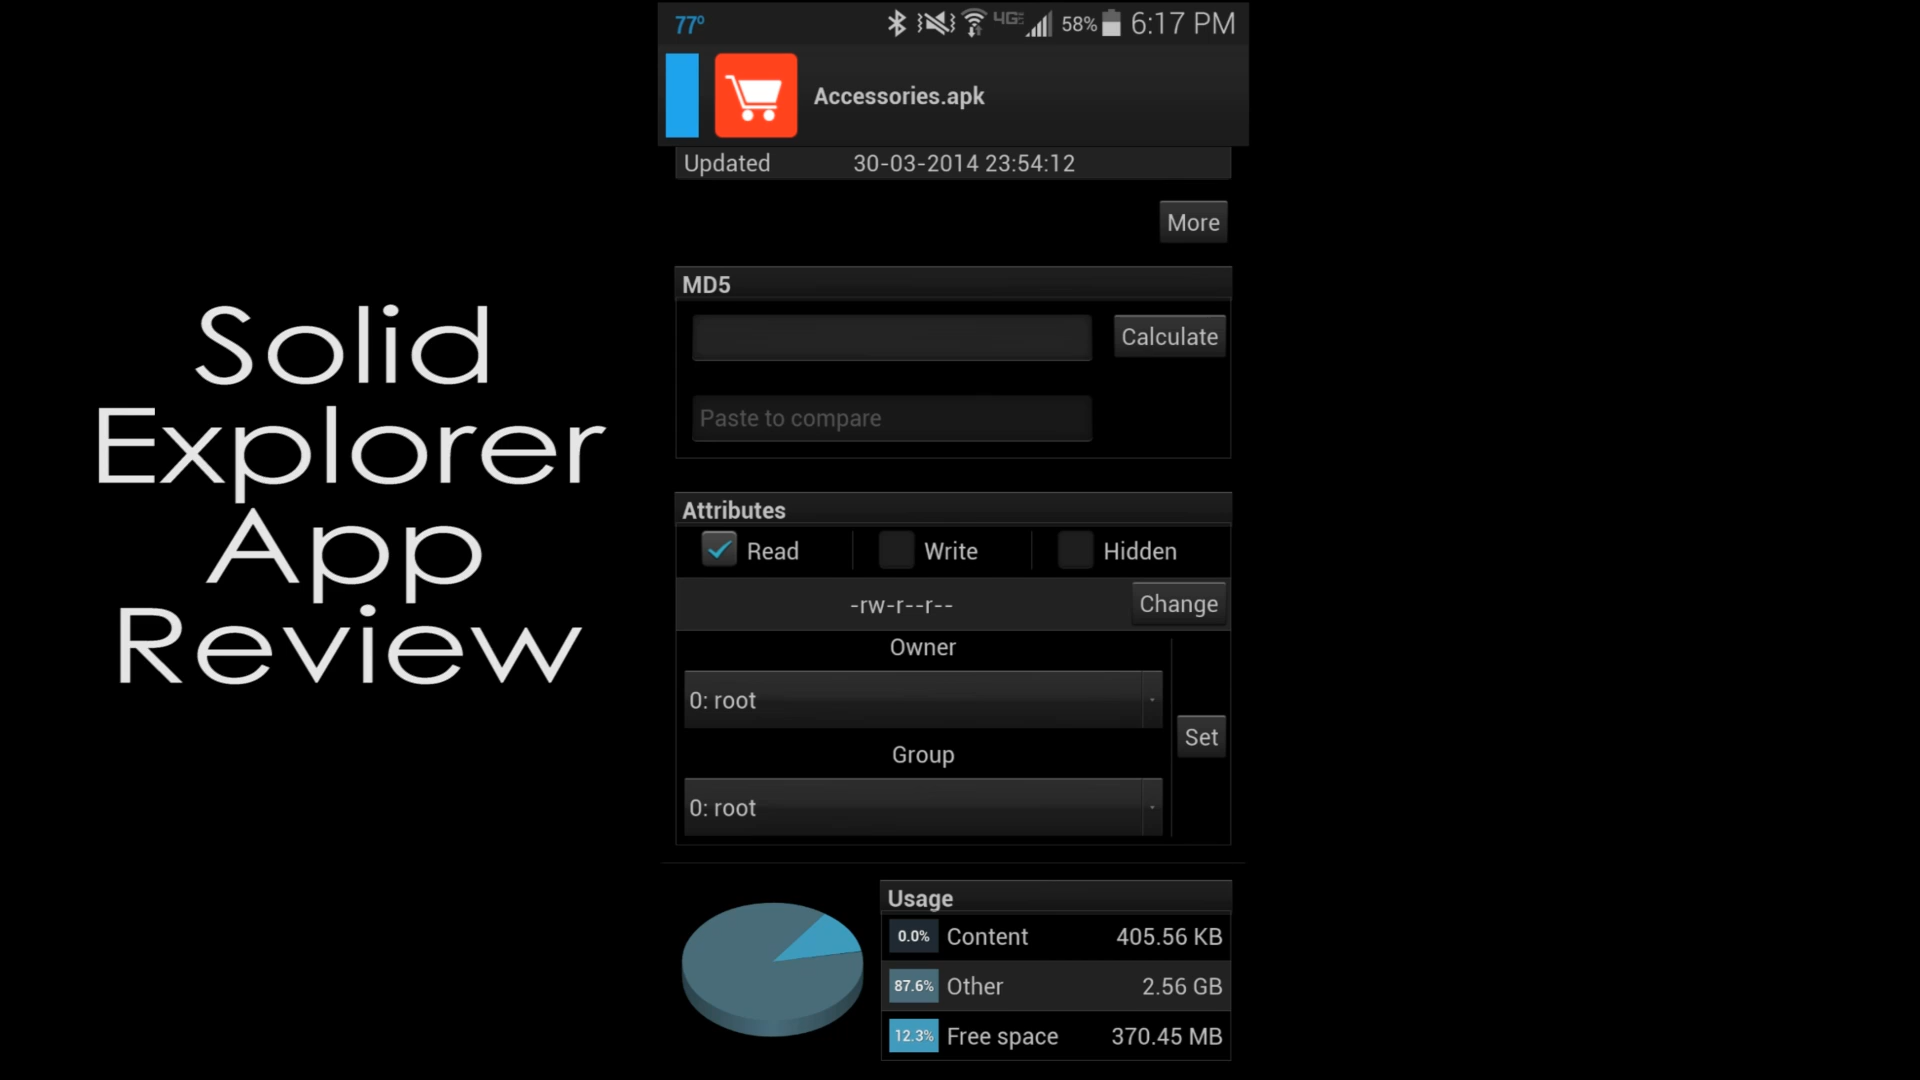 77°
4G
58%
6:17 PM
Accessories.apk
Updated 30-03-2014 23:54:12
More
MD5
Calculate
Paste to compare
Attributes
Read Write Hidden
-rw-r--r-- Change
Owner
0: root
Set
Group
0: root
Usage
0.0% Content 405.56 KB
87.6% Other 2.56 GB
12.3% Free space 370.45 MB
Solid
Explorer
App
Review